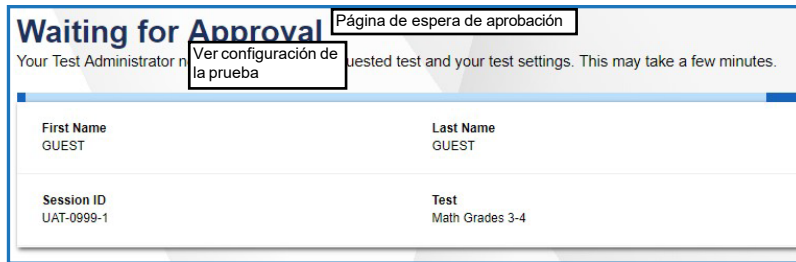 Waiting for Approval
Página de espera de aprobación
Ver configuración de
la prueba
Your Test Administrator uested test and your test settings. This may take a few minutes.
First Name
Last Name
GUEST
GUEST
Session ID
Test
UAT-0999-1
Math Grades 3-4